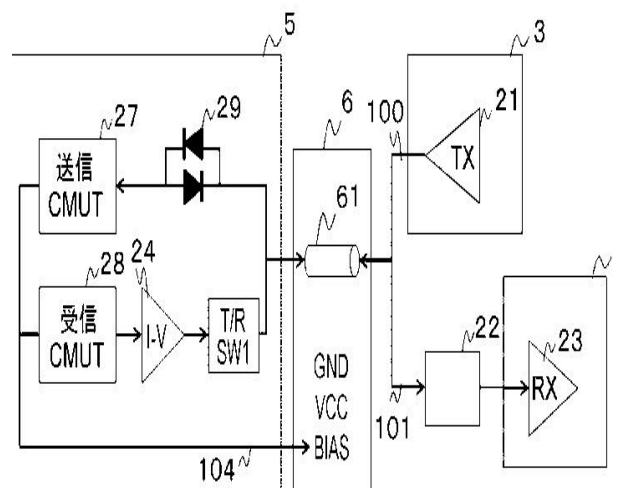 5
3
27
29
6
100
21
送信
CMUT
TX
61
28
24
受信
CMUT
I-V
T/R
SW1
22
23
RX
GND
VCC
BIAS
101
104